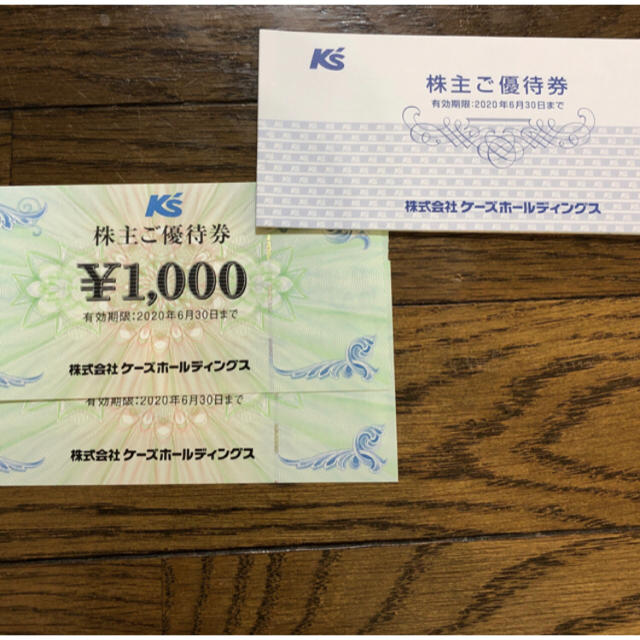 K's
株主ご優待券
有効期限:2020年6月30日まで
株式会社 ケーズホールディングス
K's
株主ご優待券
¥1,000
有効期限:2020年6月30日まで
株式会社 ケーズホールディングス
有効期限:2020年6月30日まで
株式会社 ケーズホールディングス